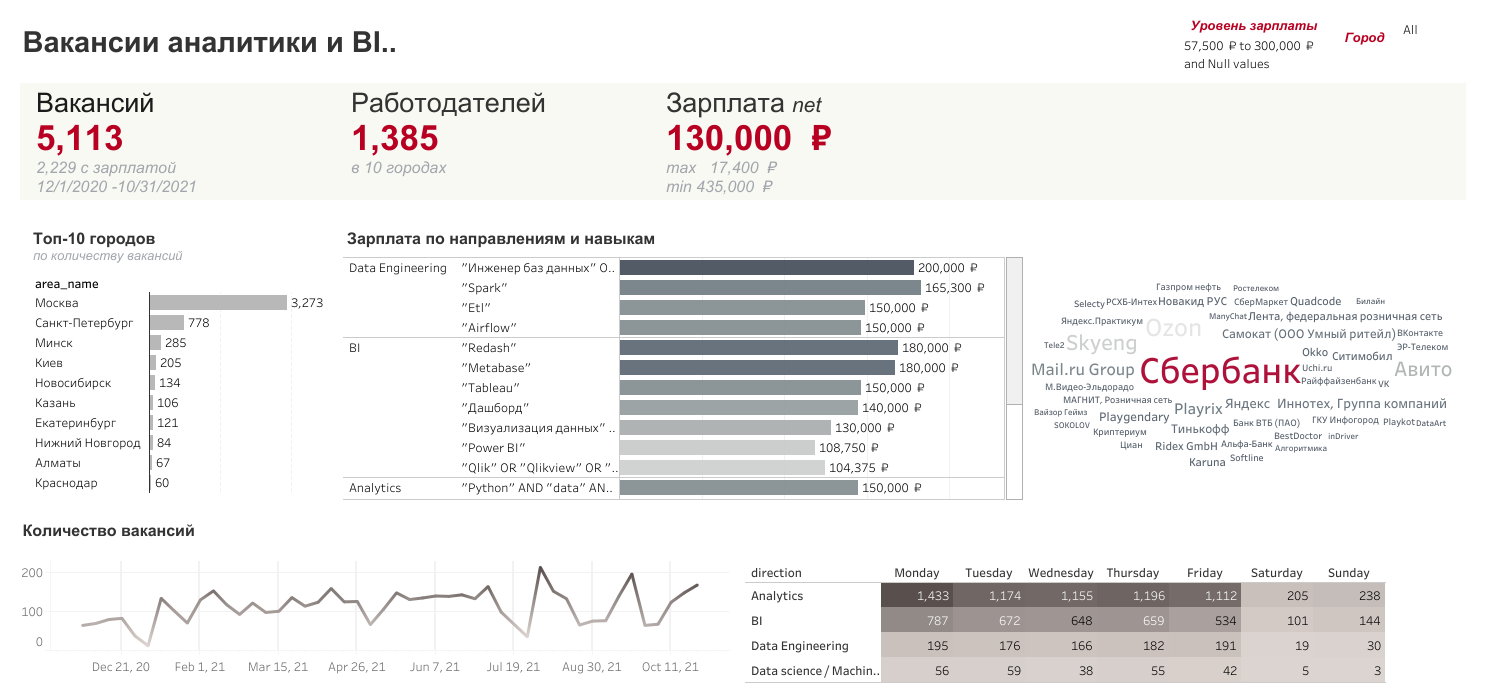 Вакансии аналитики и BI..
Уровень зарплаты
57,500 ₽ to 300,000 ₽
and Null values
Город
All
Вакансий
5,113
2,229 с зарплатой
12/1/2020 -10/31/2021
Работодателей
1,385
в 10 городах
Зарплата net
130,000 ₽
max 17,400 ₽
min 435,000 ₽
Топ-10 городов
по количеству вакансий
area_name
Москва 3,273
Санкт-Петербург 778
Минск 285
Киев 205
Новосибирск 134
Казань 106
Екатеринбург 121
Нижний Новгород 84
Алматы 67
Краснодар 60
Зарплата по направлениям и навыкам
Data Engineering "Инженер баз данных" O.. 200,000 ₽
"Spark" 165,300 ₽
"Etl" 150,000 ₽
"Airflow" 150,000 ₽
BI "Redash" 180,000 ₽
"Metabase" 180,000 ₽
"Tableau" 150,000 ₽
"Дашборд" 140,000 ₽
"Визуализация данных" .. 130,000 ₽
"Power BI" 108,750 ₽
"Qlik" OR "Qlikview" OR ".. 104,375 ₽
Analytics "Python" AND "data" AN.. 150,000 ₽
Газпром нефть Ростелеком
Selecty РСХБ-Интех Новакид РУС СберМаркет Quadcode Билайн
ManyChat Лента, федеральная розничная сеть
Яндекс.Практикум Ozon
Самокат (ООО Умный ритейл) ВКонтакте
Tele2 Skyeng
Okko Ситимобил ЭР-Телеком
Mail.ru Group Сбербанк Uchi.ru Авито
Райффайзенбанк VK
М.Видео-Эльдорадо
МАГНИТ, Розничная сеть Playrix Яндекс Иннотех, Группа компаний
Вайзор Геймз Playgendary
SOKOLOV Тинькофф Банк ВТБ (ПАО) ГКУ Инфогород Playkot DataArt
Криптериум BestDoctor inDriver
Циан Ridex GmbH Альфа-Банк Алгоритмика
Karuna Softline
Количество вакансий
200
100
0
Dec 21, 20 Feb 1, 21 Mar 15, 21 Apr 26, 21 Jun 7, 21 Jul 19, 21 Aug 30, 21 Oct 11, 21
direction Monday Tuesday Wednesday Thursday Friday Saturday Sunday
Analytics 1,433 1,174 1,155 1,196 1,112 205 238
BI 787 672 648 659 534 101 144
Data Engineering 195 176 166 182 191 19 30
Data science / Machin.. 56 59 38 55 42 5 3